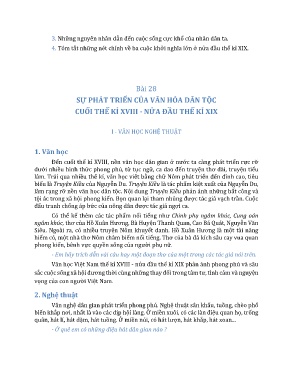 3. Những nguyên nhân dẫn đến cuộc sống cực khổ của nhân dân ta.
4. Tóm tắt những nét chính về ba cuộc khởi nghĩa lớn ở nửa đầu thế kỉ XIX.
Bài 28
SỰ PHÁT TRIỂN CỦA VĂN HÓA DÂN TỘC
CUỐI THẾ KỈ XVIII - NỬA ĐẦU THẾ KỈ XIX
I - VĂN HỌC NGHỆ THUẬT
1. Văn học
Đến cuối thế kỉ XVIII, nền văn học dân gian ở nước ta càng phát triển rực rỡ
dưới nhiều hình thức phong phú, từ tục ngữ, ca dao đến truyện thơ dài, truyện tiếu
lâm. Trải qua nhiều thế kỉ, văn học viết bằng chữ Nôm phát triển đến đỉnh cao, tiêu
biểu là Truyện Kiều của Nguyễn Du. Truyện Kiều là tác phẩm kiệt xuất của Nguyễn Du,
làm rạng rỡ nền văn học dân tộc. Nội dung Truyện Kiều phản ánh những bất công và
tội ác trong xã hội phong kiến. Bọn quan lại tham nhũng được tác giả vạch trần. Cuộc
đấu tranh chống áp bức của nông dân được tác giả ngợi ca.
Có thể kể thêm các tác phẩm nổi tiếng như Chinh phụ ngâm khúc, Cung oán
ngâm khúc, thơ của Hồ Xuân Hương, Bà Huyện Thanh Quan, Cao Bá Quát, Nguyễn Văn
Siêu. Ngoài ra, có nhiều truyện Nôm khuyết danh. Hồ Xuân Hương là một tài năng
hiếm có, một nhà thơ Nôm châm biếm nổi tiếng. Thơ của bà đả kích sâu cay vua quan
phong kiến, bênh vực quyền sống của người phụ nữ.
- Em hãy trích dẫn vài câu hay một đoạn thơ của một trong các tác giả nói trên.
Văn học Việt Nam thế kỉ XVIII - nửa đầu thế kỉ XIX phản ánh phong phú và sâu
sắc cuộc sống xã hội đương thời cùng những thay đổi trong tâm tư, tình cảm và nguyện
vọng của con người Việt Nam.
2. Nghệ thuật
Văn nghệ dân gian phát triển phong phú. Nghệ thuật sân khấu, tuồng, chèo phổ
biến khắp nơi, nhất là vào các dịp hội làng. Ở miền xuôi, có các làn điệu quan họ, trống
quân, hát lí, hát dặm, hát tuồng. Ở miền núi, có hát lượn, hát khắp, hát xoan...
- Ở quê em có những điệu hát dân gian nào ?